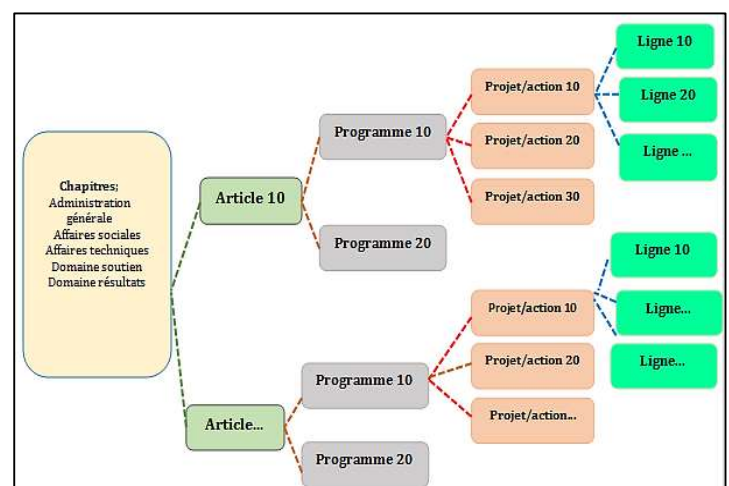 Chapitres;
Administration
générale
Affaires sociales
Affaires techniques
Domaine soutien
Domaine résultats
Article 10
Programme 10
Projet/action 10
Ligne 10
Ligne 20
Ligne ...
Projet/action 20
Projet/action 30
Programme 20
Article...
Programme 10
Projet/action 10
Ligne 10
Ligne...
Ligne...
Projet/action 20
Projet/action...
Programme 20